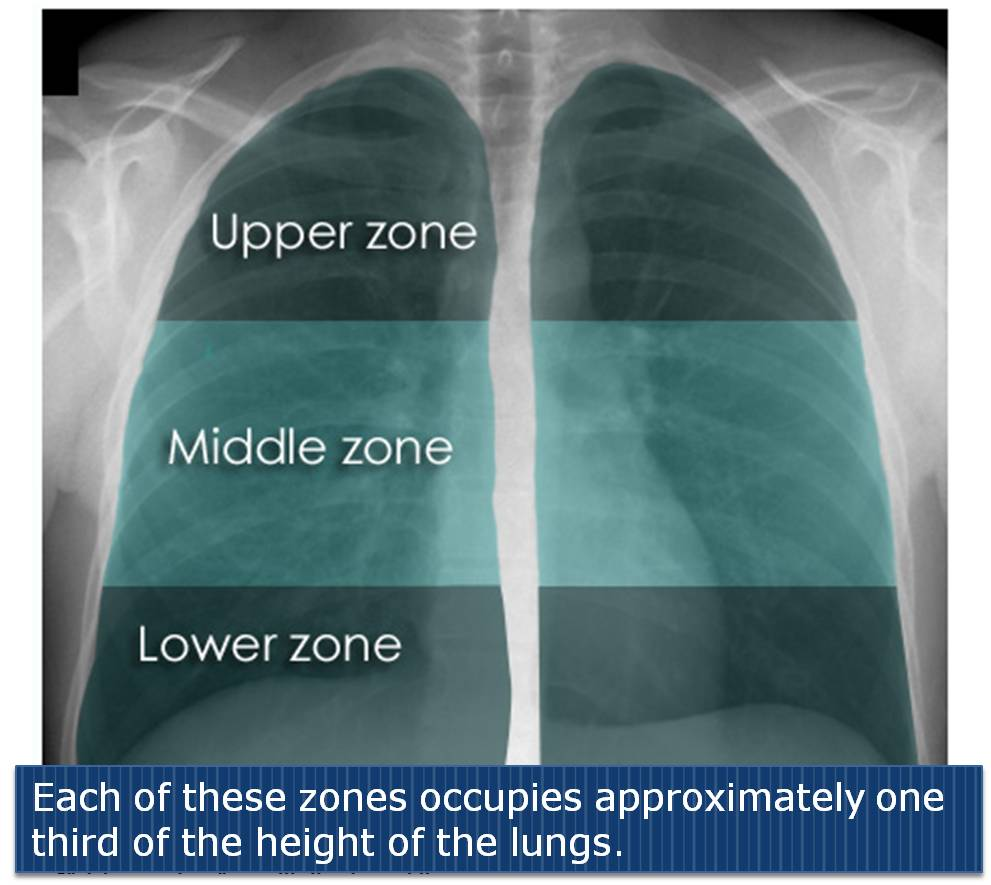 Upper zone
Middle zone
Lower zone
Each of these zones occupies approximately one
third of the height of the lungs.